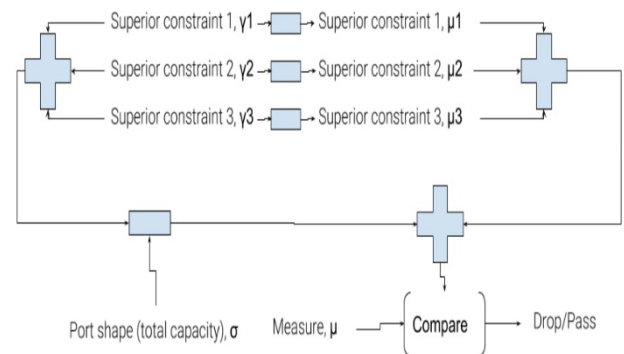 Superior constraint 1, γ1 Superior constraint 1, μ1
Superior constraint 2, γ2 Superior constraint 2, μ2
Superior constraint 3, γ3 Superior constraint 3, μ3
Port shape (total capacity), σ Measure, μ Compare Drop/Pass